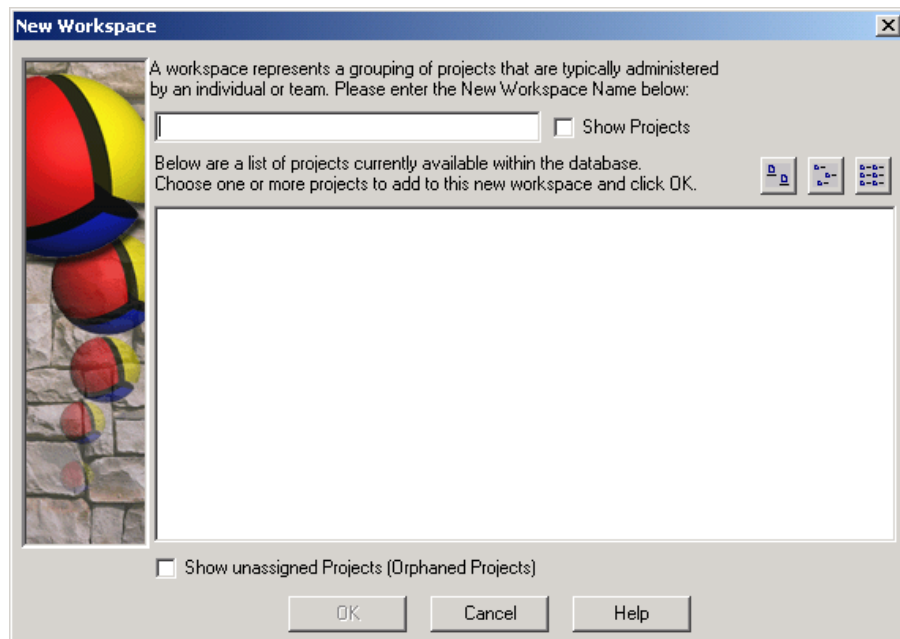 New Workspace
A workspace represents a grouping of projects that are typically administered
by an individual or team. Please enter the New Workspace Name below:
Show Projects
Below are a list of projects currently available within the database.
Choose one or more projects to add to this new workspace and click OK.
Show unassigned Projects (Orphaned Projects)
OK Cancel Help